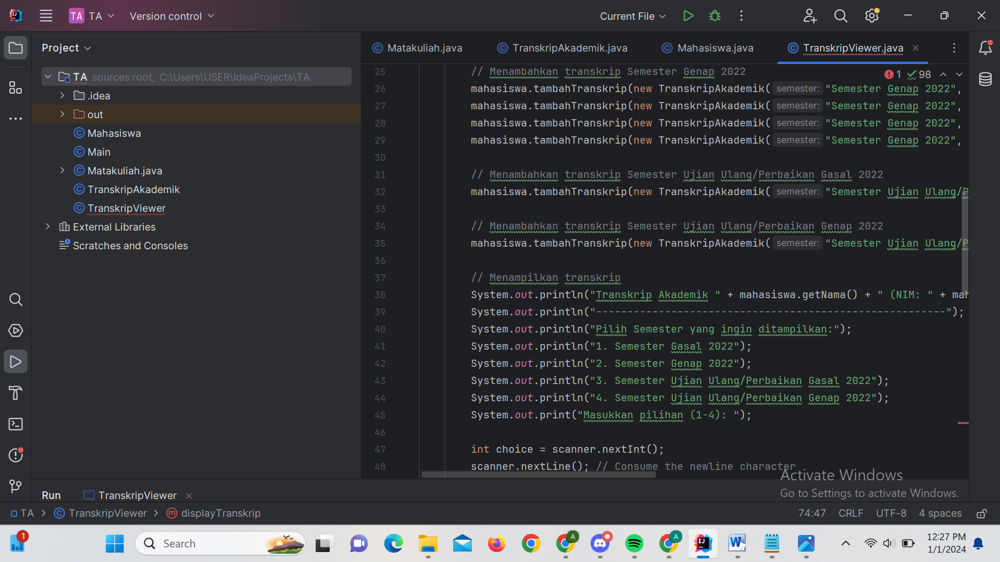 TA TA Version control Current File
Project
Matakuliah.java TranskripAkademik.java Mahasiswa.java TranskripViewer.java
TA sources root, C:\Users\USER\IdeaProjects\TA
.idea
out
Mahasiswa
Main
Matakuliah.java
TranskripAkademik
TranskripViewer
External Libraries
Scratches and Consoles
1 98
25 // Menambahkan transkrip Semester Genap 2022
26 mahasiswa.tambahTranskrip(new TranskripAkademik( semester: "Semester Genap 2022",
27 mahasiswa.tambahTranskrip(new TranskripAkademik( semester: "Semester Genap 2022",
28 mahasiswa.tambahTranskrip(new TranskripAkademik( semester: "Semester Genap 2022",
29 mahasiswa.tambahTranskrip(new TranskripAkademik( semester: "Semester Genap 2022",
30
31 // Menambahkan transkrip Semester Ujian Ulang/Perbaikan Gasal 2022
32 mahasiswa.tambahTranskrip(new TranskripAkademik( semester: "Semester Ujian Ulang/P
33
34 // Menambahkan transkrip Semester Ujian Ulang/Perbaikan Genap 2022
35 mahasiswa.tambahTranskrip(new TranskripAkademik( semester: "Semester Ujian Ulang/P
36
37 // Menampilkan transkrip
38 System.out.println("Transkrip Akademik " + mahasiswa.getNama() + " (NIM: " + mah
39 System.out.println("--------------------------------------------------------");
40 System.out.println("Pilih Semester yang ingin ditampilkan:");
41 System.out.println("1. Semester Gasal 2022");
42 System.out.println("2. Semester Genap 2022");
43 System.out.println("3. Semester Ujian Ulang/Perbaikan Gasal 2022");
44 System.out.println("4. Semester Ujian Ulang/Perbaikan Genap 2022");
45 System.out.print("Masukkan pilihan (1-4): ");
46
47 int choice = scanner.nextInt();
48 scanner.nextLine(); // Consume the newline character
Activate Windows
Go to Settings to activate Windows.
Run TranskripViewer
TA TranskripViewer displayTranskrip 74:47 CRLF UTF-8 4 spaces
1 Search
12:27 PM
1/1/2024